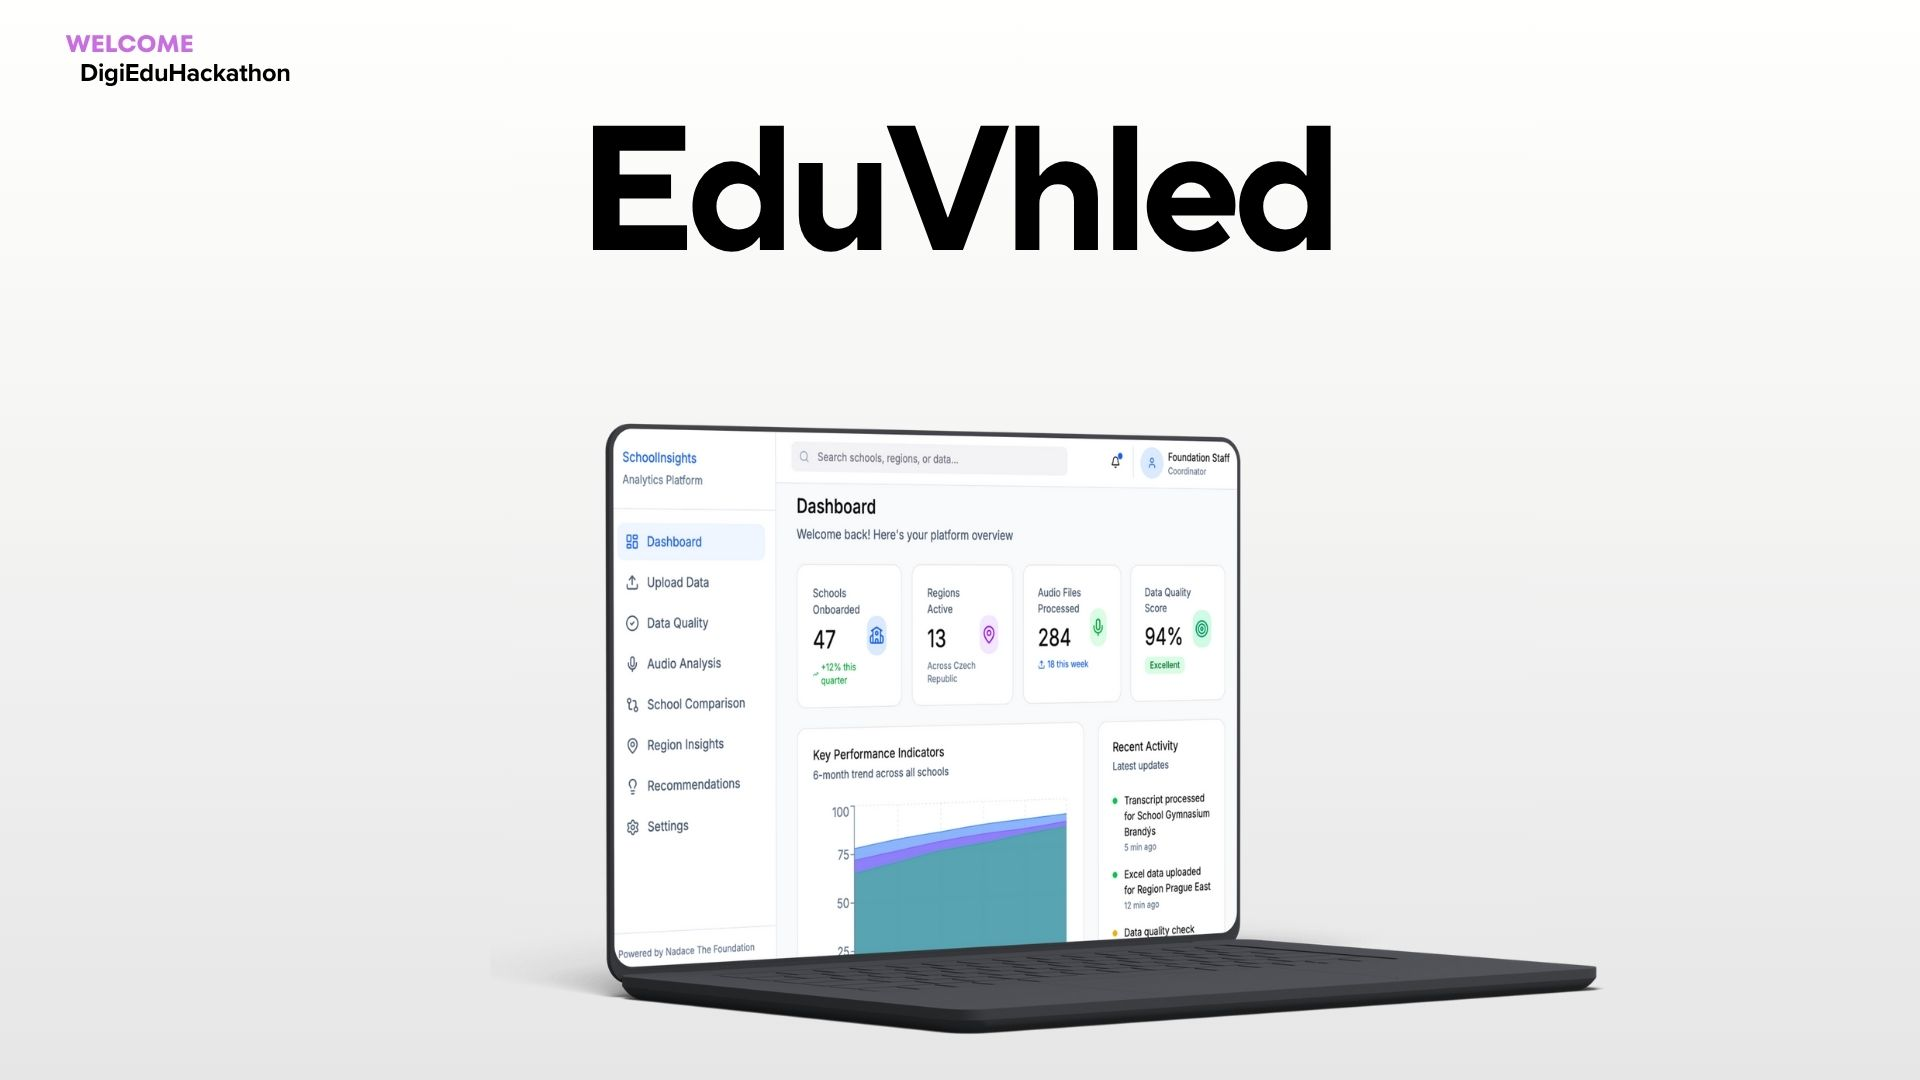 WELCOME
DigiEduHackathon
EduVhled
SchoolInsights
Analytics Platform
Dashboard
Upload Data
Data Quality
Audio Analysis
School Comparison
Region Insights
Recommendations
Settings
Powered by Nadace The Foundation
Search schools, regions, or data...
Foundation Staff
Coordinator
Dashboard
Welcome back! Here's your platform overview
Schools
Onboarded
47
+12% this
quarter
Regions
Active
13
Across Czech
Republic
Audio Files
Processed
284
18 this week
Data Quality
Score
94%
Excellent
Key Performance Indicators
6-month trend across all schools
100
75
50
25
Recent Activity
Latest updates
Transcript processed
for School Gymnasium
Brandýs
5 min ago
Excel data uploaded
for Region Prague East
12 min ago
Data quality check